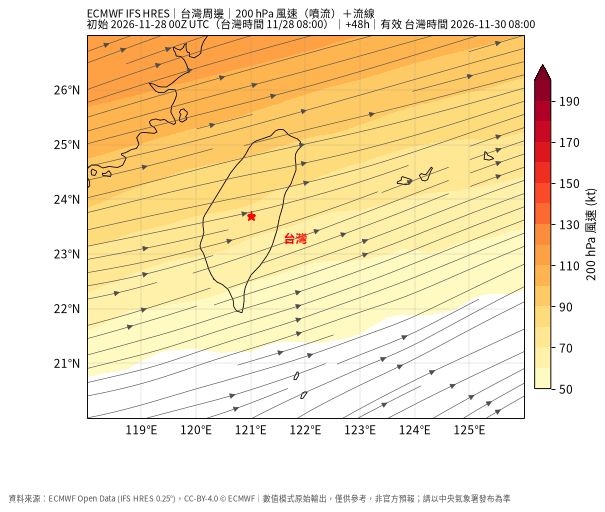 ECMWF IFS HRES｜台灣周邊｜200 hPa 風速（噴流）＋流線
初始 2026-11-28 00Z UTC（台灣時間 11/28 08:00）｜+48h｜有效 台灣時間 2026-11-30 08:00
26°N
25°N
24°N
23°N
22°N
21°N
119°E
120°E
121°E
122°E
123°E
124°E
125°E
台灣
190
170
150
130
110
90
70
50
200 hPa 風速 (kt)
資料來源：ECMWF Open Data (IFS HRES 0.25°)，CC-BY-4.0 © ECMWF｜數值模式原始輸出，僅供參考，非官方預報；請以中央氣象署發布為準